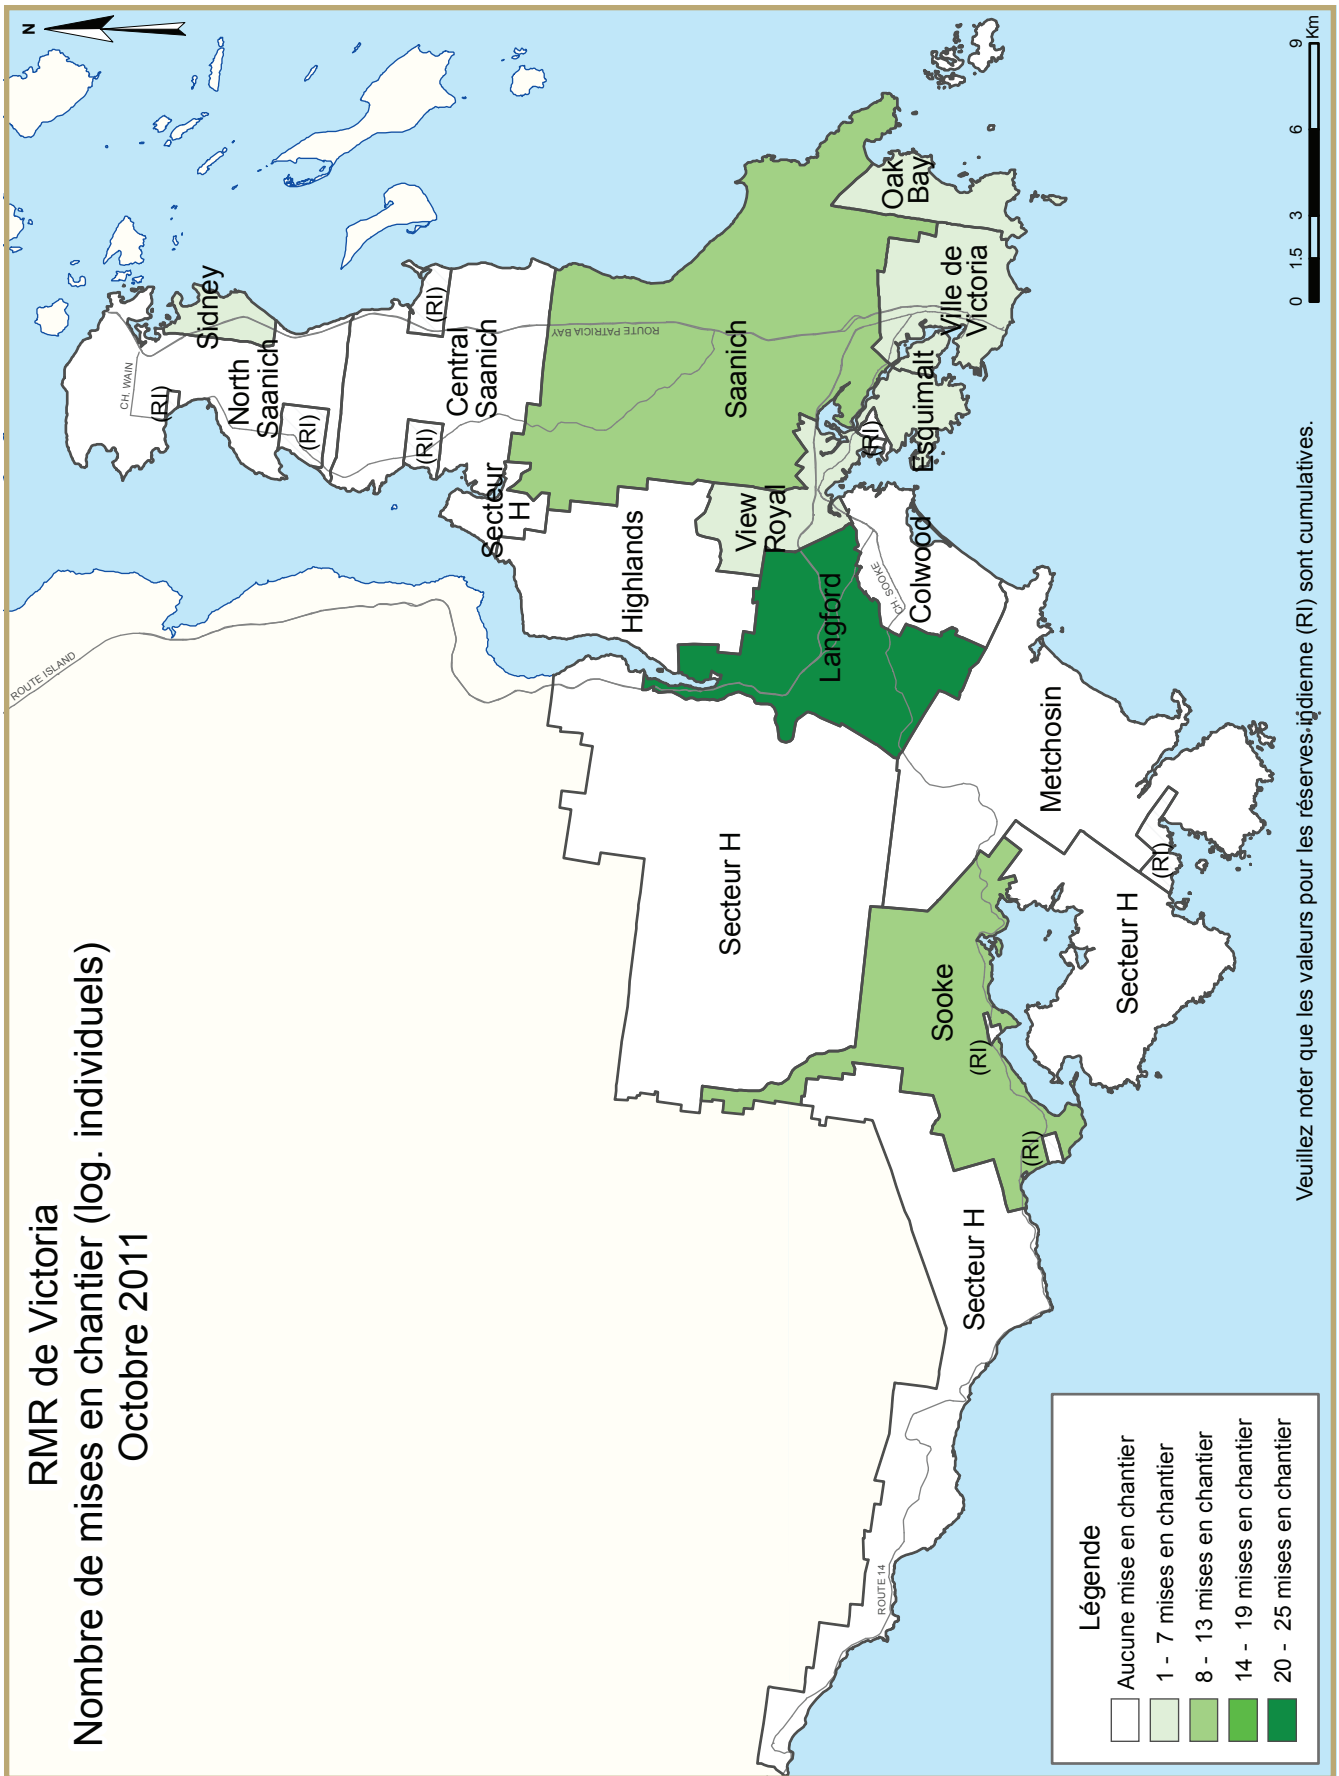 RMR de Victoria
Nombre de mises en chantier (log. individuels)
Octobre 2011
N
ROUTE ISLAND
CH. WAIN
(RI)
Sidney
North
Saanich
(RI)
(RI)
(RI)
Central
Saanich
ROUTE PATRICIA BAY
Secteur
H
Saanich
Highlands
View
Royal
Oak
Bay
Ville de
Victoria
(RI)
Esquimalt
Langford
CH. SOOKE
Colwood
Metchosin
Secteur H
(RI)
Secteur H
Sooke
(RI)
(RI)
Secteur H
ROUTE 14
Légende
Aucune mise en chantier
1 - 7 mises en chantier
8 - 13 mises en chantier
14 - 19 mises en chantier
20 - 25 mises en chantier
0 1.5 3 6 9
Km
Veuillez noter que les valeurs pour les réserves indienne (RI) sont cumulatives.